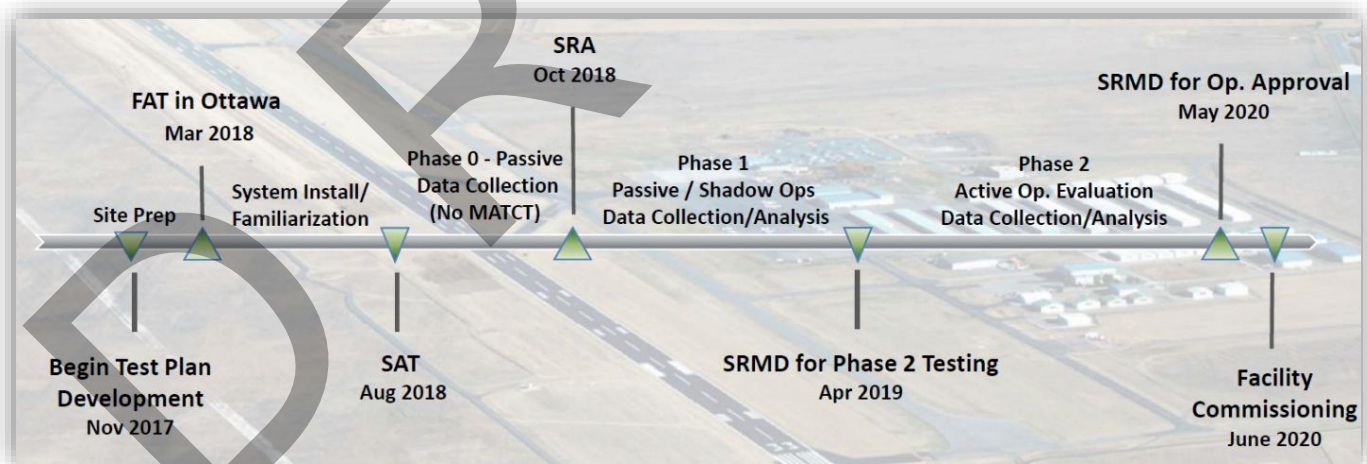 SRA
Oct 2018
FAT in Ottawa
Mar 2018
SRMD for Op. Approval
May 2020
Site Prep
System Install/
Familiarization
Phase 0 - Passive
Data Collection
(No MATCT)
Phase 1
Passive / Shadow Ops
Data Collection/Analysis
Phase 2
Active Op. Evaluation
Data Collection/Analysis
Begin Test Plan
Development
Nov 2017
SAT
Aug 2018
SRMD for Phase 2 Testing
Apr 2019
Facility
Commissioning
June 2020
D R